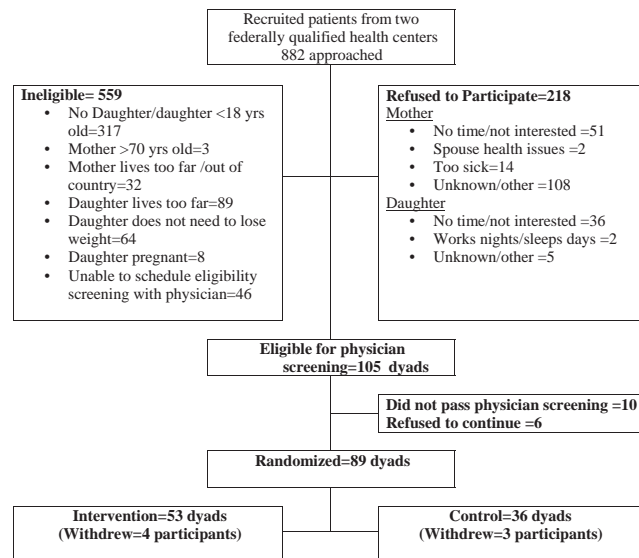 Recruited patients from two
federally qualified health centers
882 approached
Ineligible= 559
• No Daughter/daughter <18 yrs
old=317
• Mother >70 yrs old=3
• Mother lives too far /out of
country=32
• Daughter lives too far=89
• Daughter does not need to lose
weight=64
• Daughter pregnant=8
• Unable to schedule eligibility
screening with physician=46
Refused to Participate=218
Mother
• No time/not interested =51
• Spouse health issues =2
• Too sick=14
• Unknown/other =108
Daughter
• No time/not interested =36
• Works nights/sleeps days =2
• Unknown/other =5
Eligible for physician
screening=105 dyads
Did not pass physician screening =10
Refused to continue =6
Randomized=89 dyads
Intervention=53 dyads
(Withdrew=4 participants)
Control=36 dyads
(Withdrew=3 participants)